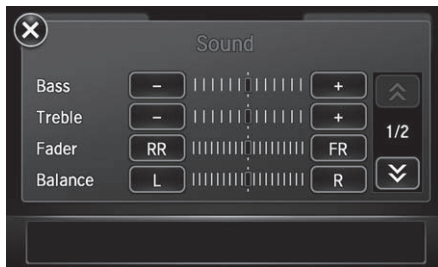 Sound
Bass - +
Treble - +
1/2
Fader RR FR
Balance L R